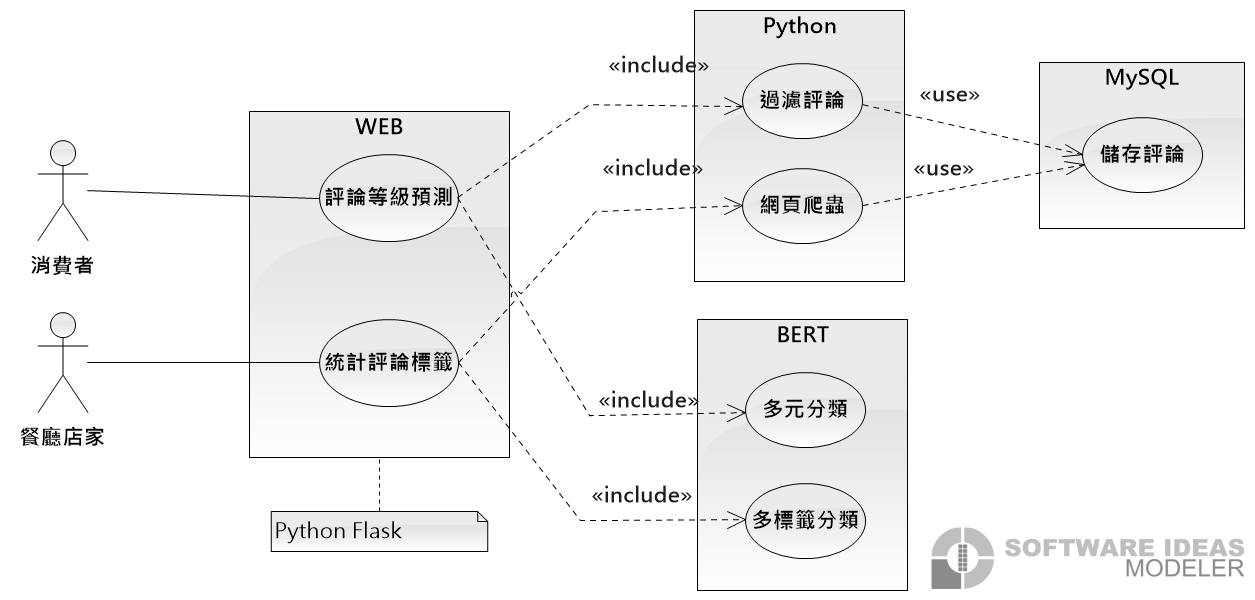 消費者
餐廳店家
WEB
評論等級預測
統計評論標籤
Python Flask
«include»
«include»
«include»
«include»
Python
過濾評論
網頁爬蟲
BERT
多元分類
多標籤分類
«use»
«use»
MySQL
儲存評論
SOFTWARE IDEAS
MODELER